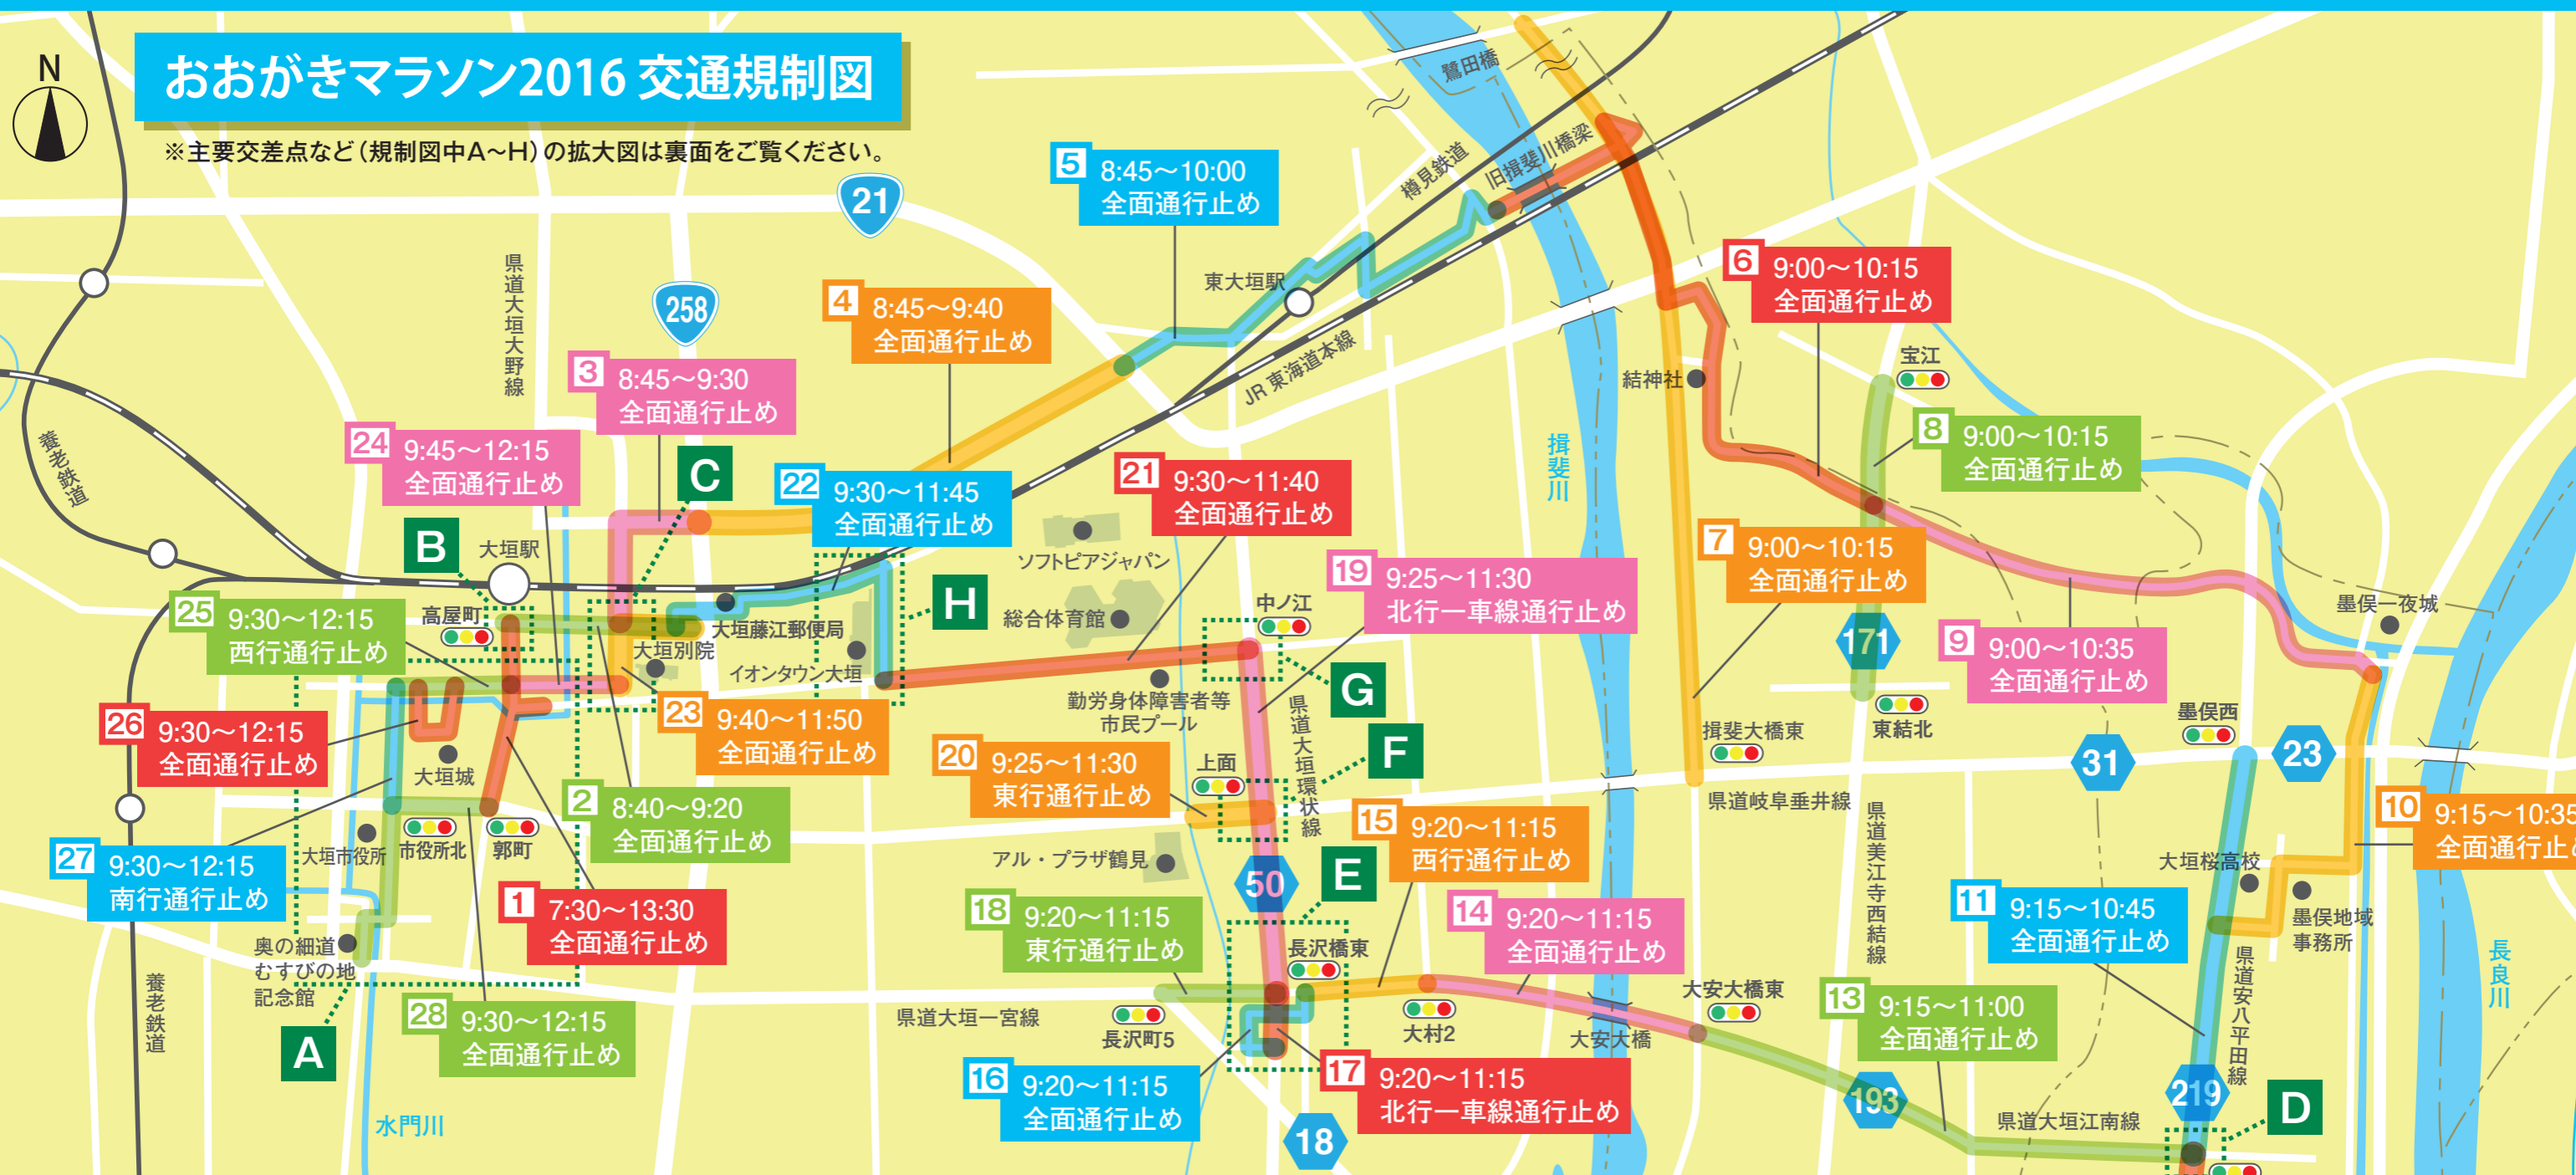 おおがきマラソン2016 交通規制図
※主要交差点など（規制図中A～H）の拡大図は裏面をご覧ください。
N
21
258
県道大垣大野線
鷺田橋
樽見鉄道
旧揖斐川橋梁
5
8:45～10:00
全面通行止め
東大垣駅
JR 東海道本線
4
8:45～9:40
全面通行止め
3
8:45～9:30
全面通行止め
6
9:00～10:15
全面通行止め
結神社
宝江
8
9:00～10:15
全面通行止め
揖斐川
養老鉄道
24
9:45～12:15
全面通行止め
C
22
9:30～11:45
全面通行止め
21
9:30～11:40
全面通行止め
B
大垣駅
ソフトピアジャパン
7
9:00～10:15
全面通行止め
19
9:25～11:30
北行一車線通行止め
H
25
9:30～12:15
西行通行止め
高屋町
大垣藤江郵便局
大垣別院
イオンタウン大垣
総合体育館
中ノ江
171
9
9:00～10:35
全面通行止め
墨俣一夜城
G
勤労身体障害者等
市民プール
県道大垣環状線
26
9:30～12:15
全面通行止め
23
9:40～11:50
全面通行止め
20
9:25～11:30
東行通行止め
上面
F
揖斐大橋東
東結北
墨俣西
31
23
大垣城
2
8:40～9:20
全面通行止め
15
9:20～11:15
西行通行止め
県道岐阜垂井線
県道美江寺西結線
10
9:15～10:35
全面通行止め
27
9:30～12:15
南行通行止め
大垣市役所
市役所北
郭町
アル・プラザ鶴見
50
E
大垣桜高校
墨俣地域
事務所
1
7:30～13:30
全面通行止め
18
9:20～11:15
東行通行止め
14
9:20～11:15
全面通行止め
11
9:15～10:45
全面通行止め
奥の細道
むすびの地
記念館
長沢橋東
県道安八平田線
長良川
養老鉄道
A
28
9:30～12:15
全面通行止め
県道大垣一宮線
長沢町5
大村2
大安大橋
大安大橋東
13
9:15～11:00
全面通行止め
16
9:20～11:15
全面通行止め
17
9:20～11:15
北行一車線通行止め
193
219
県道大垣江南線
D
水門川
18